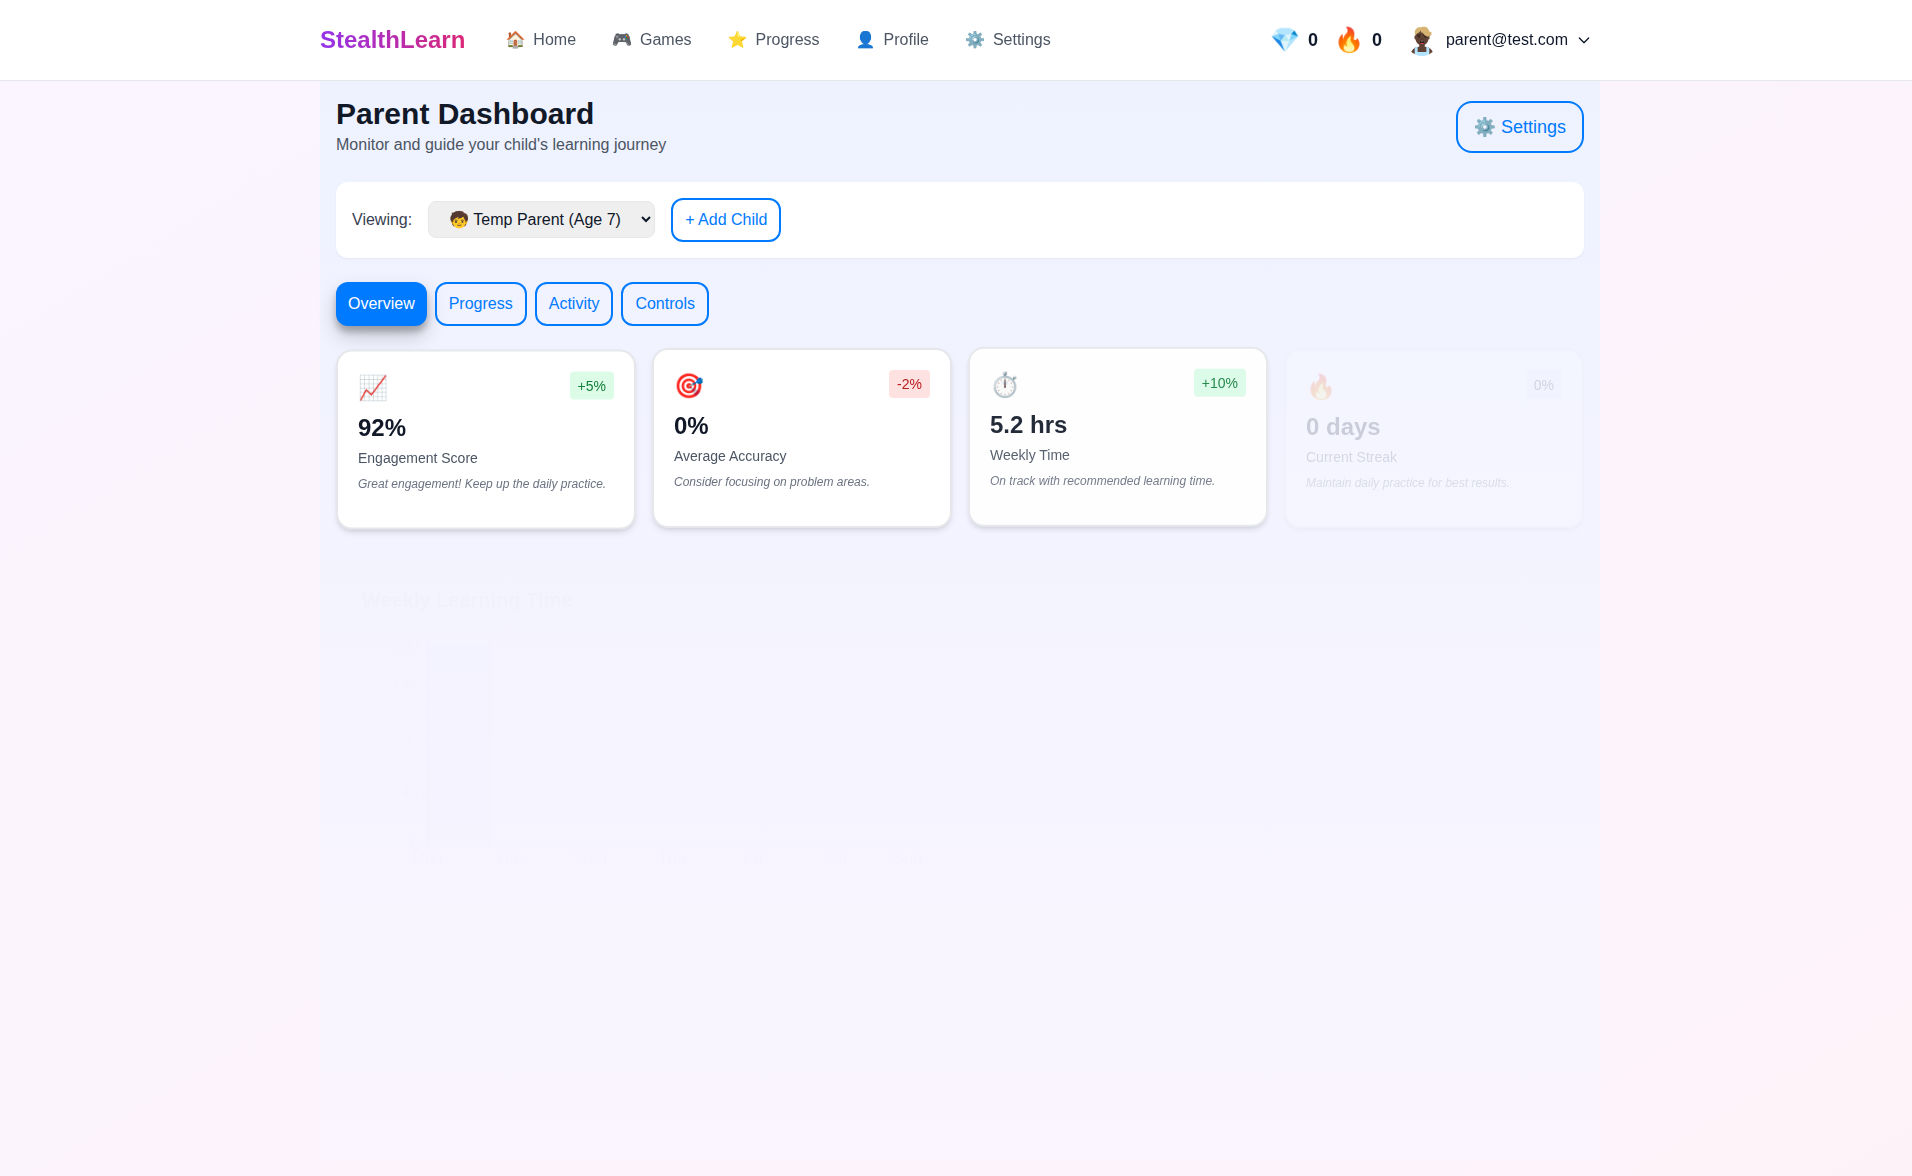 StealthLearn
Home
Games
Progress
Profile
Settings
0
0
parent@test.com
Parent Dashboard
Monitor and guide your child's learning journey
Settings
Viewing:
Temp Parent (Age 7)
+ Add Child
Overview
Progress
Activity
Controls
+5%
92%
Engagement Score
Great engagement! Keep up the daily practice.
-2%
0%
Average Accuracy
Consider focusing on problem areas.
+10%
5.2 hrs
Weekly Time
On track with recommended learning time.
0%
0 days
Current Streak
Maintain daily practice for best results.
Weekly Learning Time